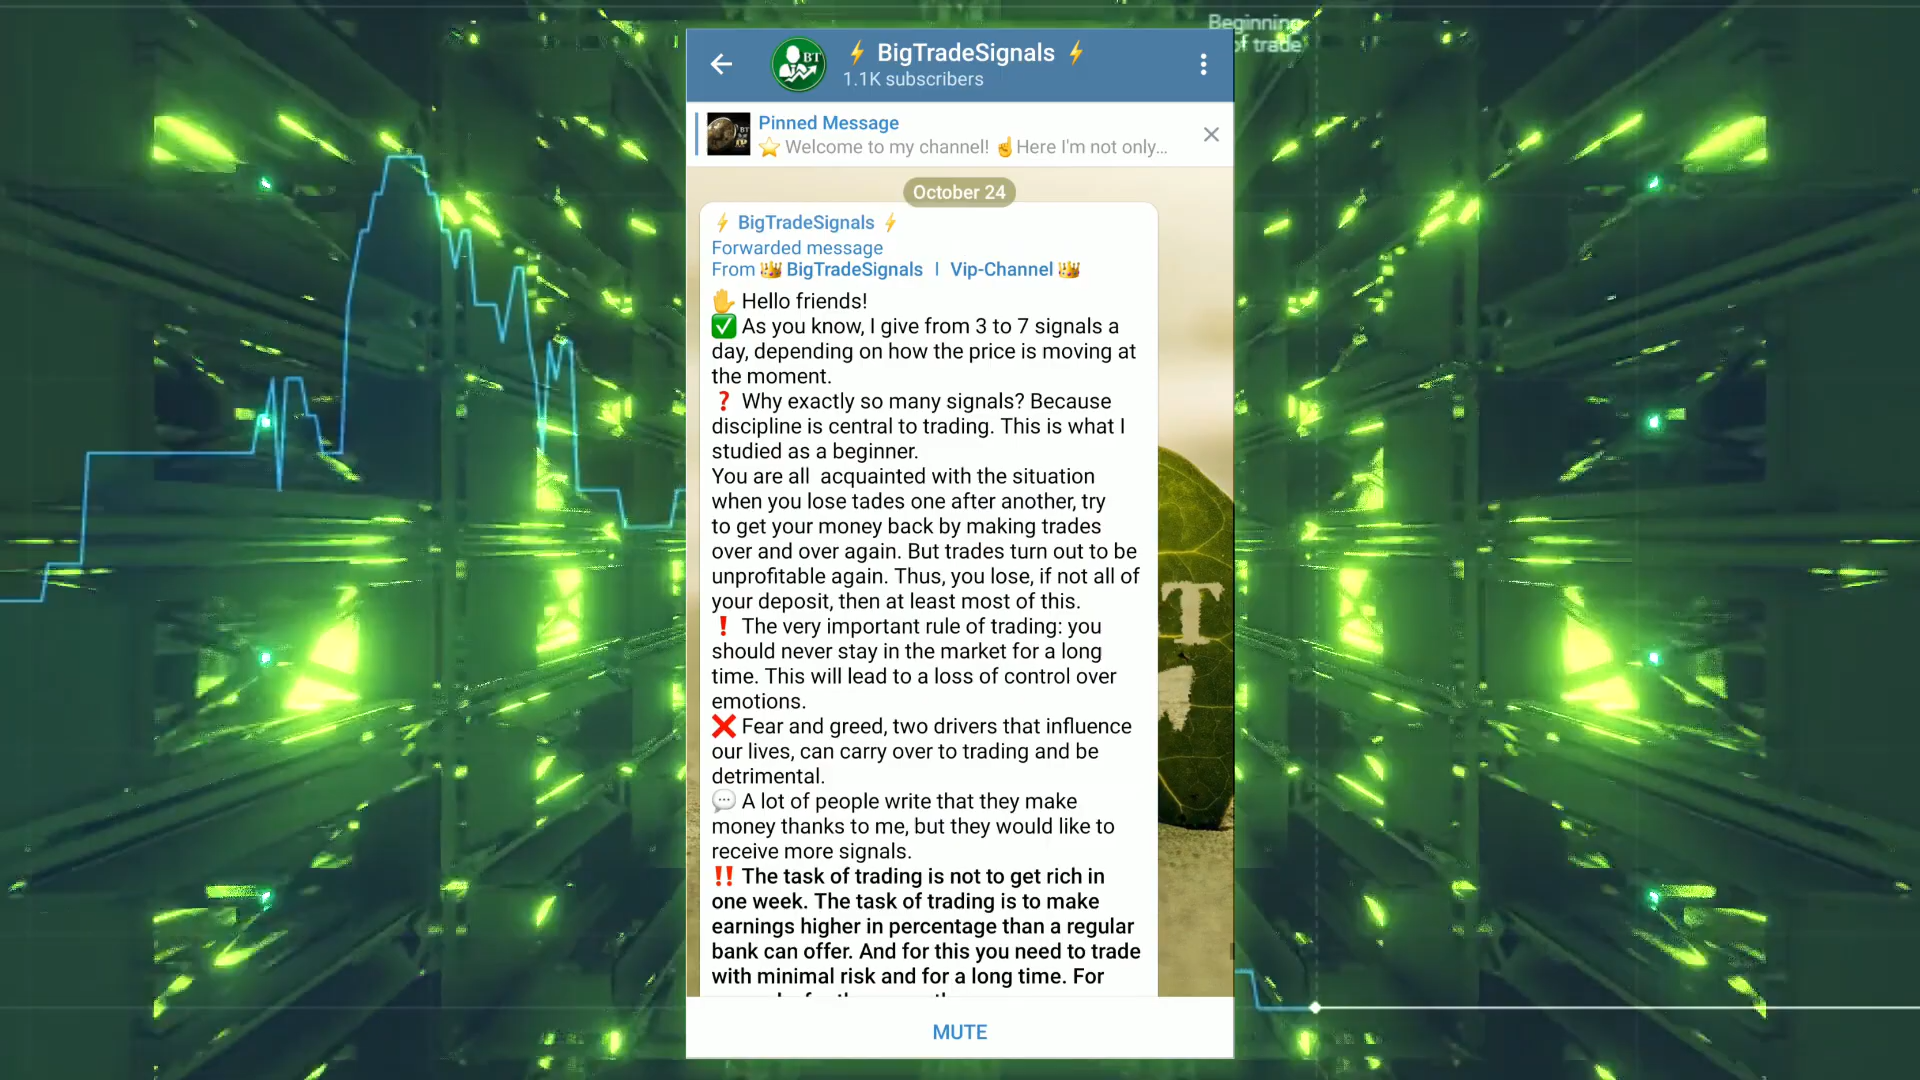 Beginning
of trade
⚡ BigTradeSignals ⚡
1.1K subscribers
BT
Pinned Message
⭐ Welcome to my channel! ☝Here I'm not only...
October 24
⚡ BigTradeSignals ⚡
Forwarded message
From 👑 BigTradeSignals | Vip-Channel 👑
✋ Hello friends!
✅ As you know, I give from 3 to 7 signals a
day, depending on how the price is moving at
the moment.
❓ Why exactly so many signals? Because
discipline is central to trading. This is what I
studied as a beginner.
You are all  acquainted with the situation
when you lose tades one after another, try
to get your money back by making trades
over and over again. But trades turn out to be
unprofitable again. Thus, you lose, if not all of
your deposit, then at least most of this.
❗ The very important rule of trading: you
should never stay in the market for a long
time. This will lead to a loss of control over
emotions.
❌ Fear and greed, two drivers that influence
our lives, can carry over to trading and be
detrimental.
💬 A lot of people write that they make
money thanks to me, but they would like to
receive more signals.
‼ The task of trading is not to get rich in
one week. The task of trading is to make
earnings higher in percentage than a regular
bank can offer. And for this you need to trade
with minimal risk and for a long time. For
T
MUTE